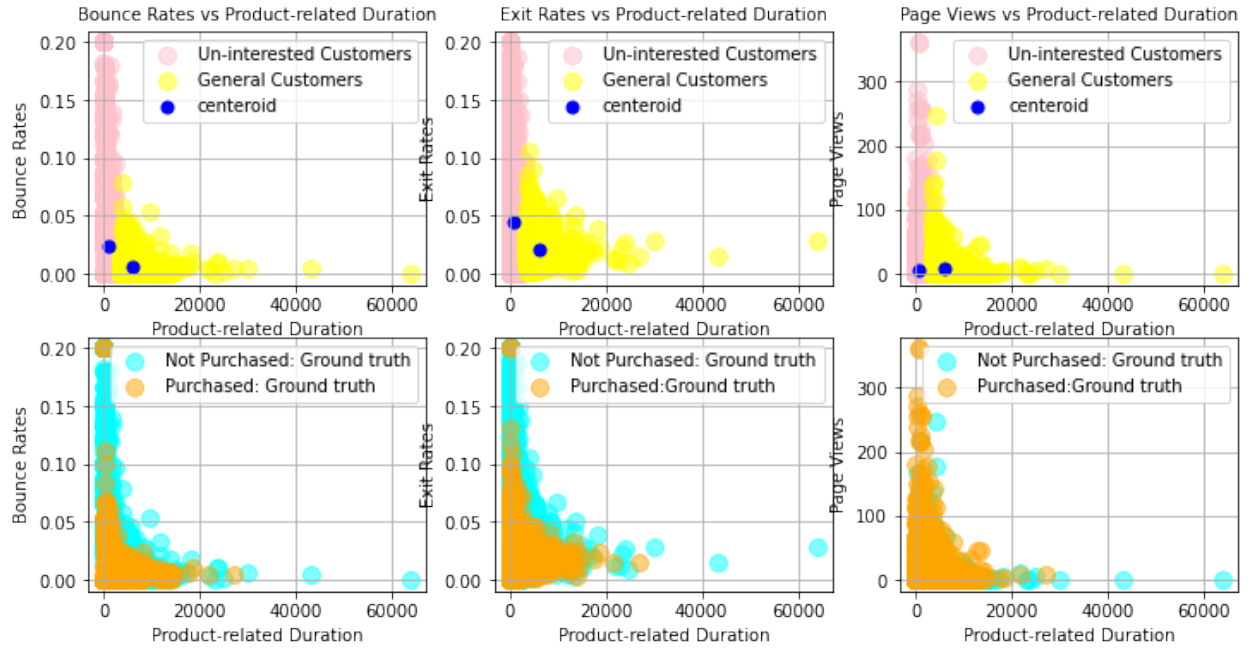 Bounce Rates vs Product-related Duration
0.20
0.15
0.10
0.05
0.00
Bounce Rates
Un-interested Customers
General Customers
centeroid
0
20000
40000
60000
Product-related Duration
Exit Rates vs Product-related Duration
0.20
0.15
0.10
0.05
0.00
Exit Rates
Un-interested Customers
General Customers
centeroid
0
20000
40000
60000
Product-related Duration
Page Views vs Product-related Duration
300
200
100
0
Page Views
Un-interested Customers
General Customers
centeroid
0
20000
40000
60000
Product-related Duration
0.20
0.15
0.10
0.05
0.00
Bounce Rates
Not Purchased: Ground truth
Purchased: Ground truth
0
20000
40000
60000
Product-related Duration
0.20
0.15
0.10
0.05
0.00
Exit Rates
Not Purchased: Ground truth
Purchased:Ground truth
0
20000
40000
60000
Product-related Duration
300
200
100
0
Page Views
Not Purchased: Ground truth
Purchased:Ground truth
0
20000
40000
60000
Product-related Duration